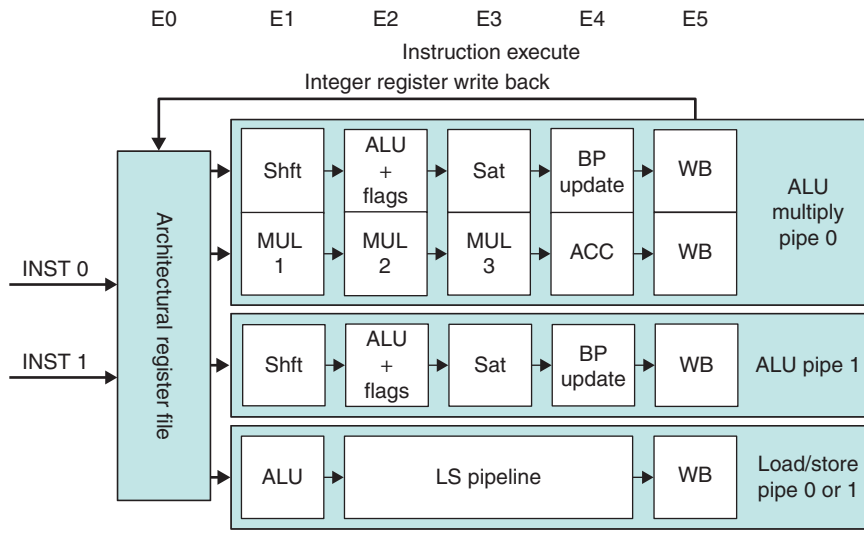 E0 E1 E2 E3 E4 E5
Instruction execute
Integer register write back
Architectural register file
INST 0
INST 1
Shft
ALU
+
flags
Sat
BP
update
WB
MUL
1
MUL
2
MUL
3
ACC
WB
ALU
multiply
pipe 0
Shft
ALU
+
flags
Sat
BP
update
WB
ALU pipe 1
ALU
LS pipeline
WB
Load/store
pipe 0 or 1